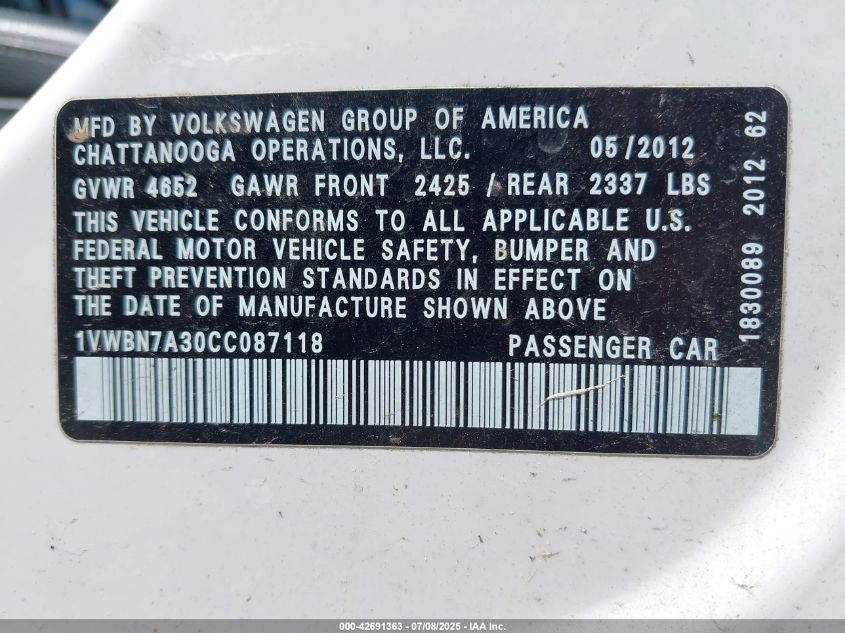 MFD BY VOLKSWAGEN GROUP OF AMERICA
CHATTANOOGA OPERATIONS, LLC. 05/2012
GVWR 4652 GAWR FRONT 2425 / REAR 2337 LBS
THIS VEHICLE CONFORMS TO ALL APPLICABLE U.S.
FEDERAL MOTOR VEHICLE SAFETY, BUMPER AND
THEFT PREVENTION STANDARDS IN EFFECT ON
THE DATE OF MANUFACTURE SHOWN ABOVE
1VWBN7A30CC087118 PASSENGER CAR
1830089 2012 62
000-42691363 - 07/08/2025 - IAA Inc.